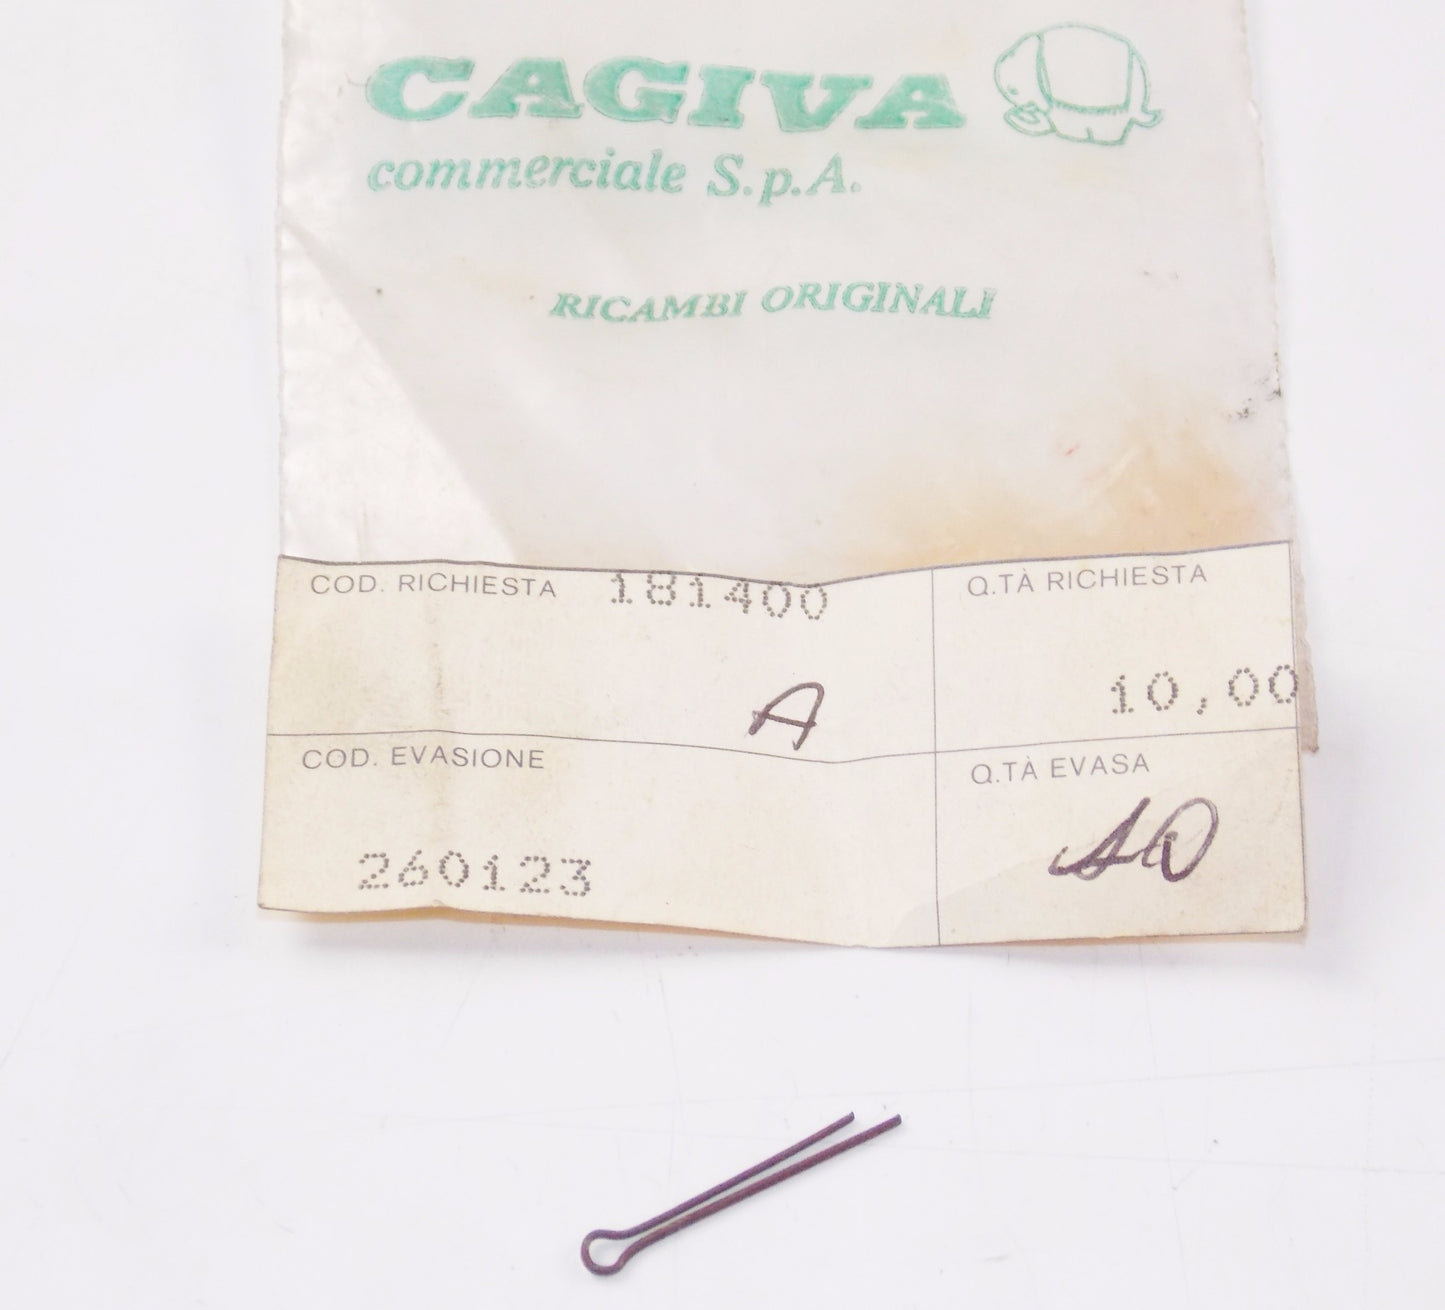 CAGIVA
commerciale S.p.A.
RICAMBI ORIGINALI
COD. RICHIESTA 181400
A
Q.TÀ RICHIESTA
10,00
COD. EVASIONE
260123
Q.TÀ EVASA
10